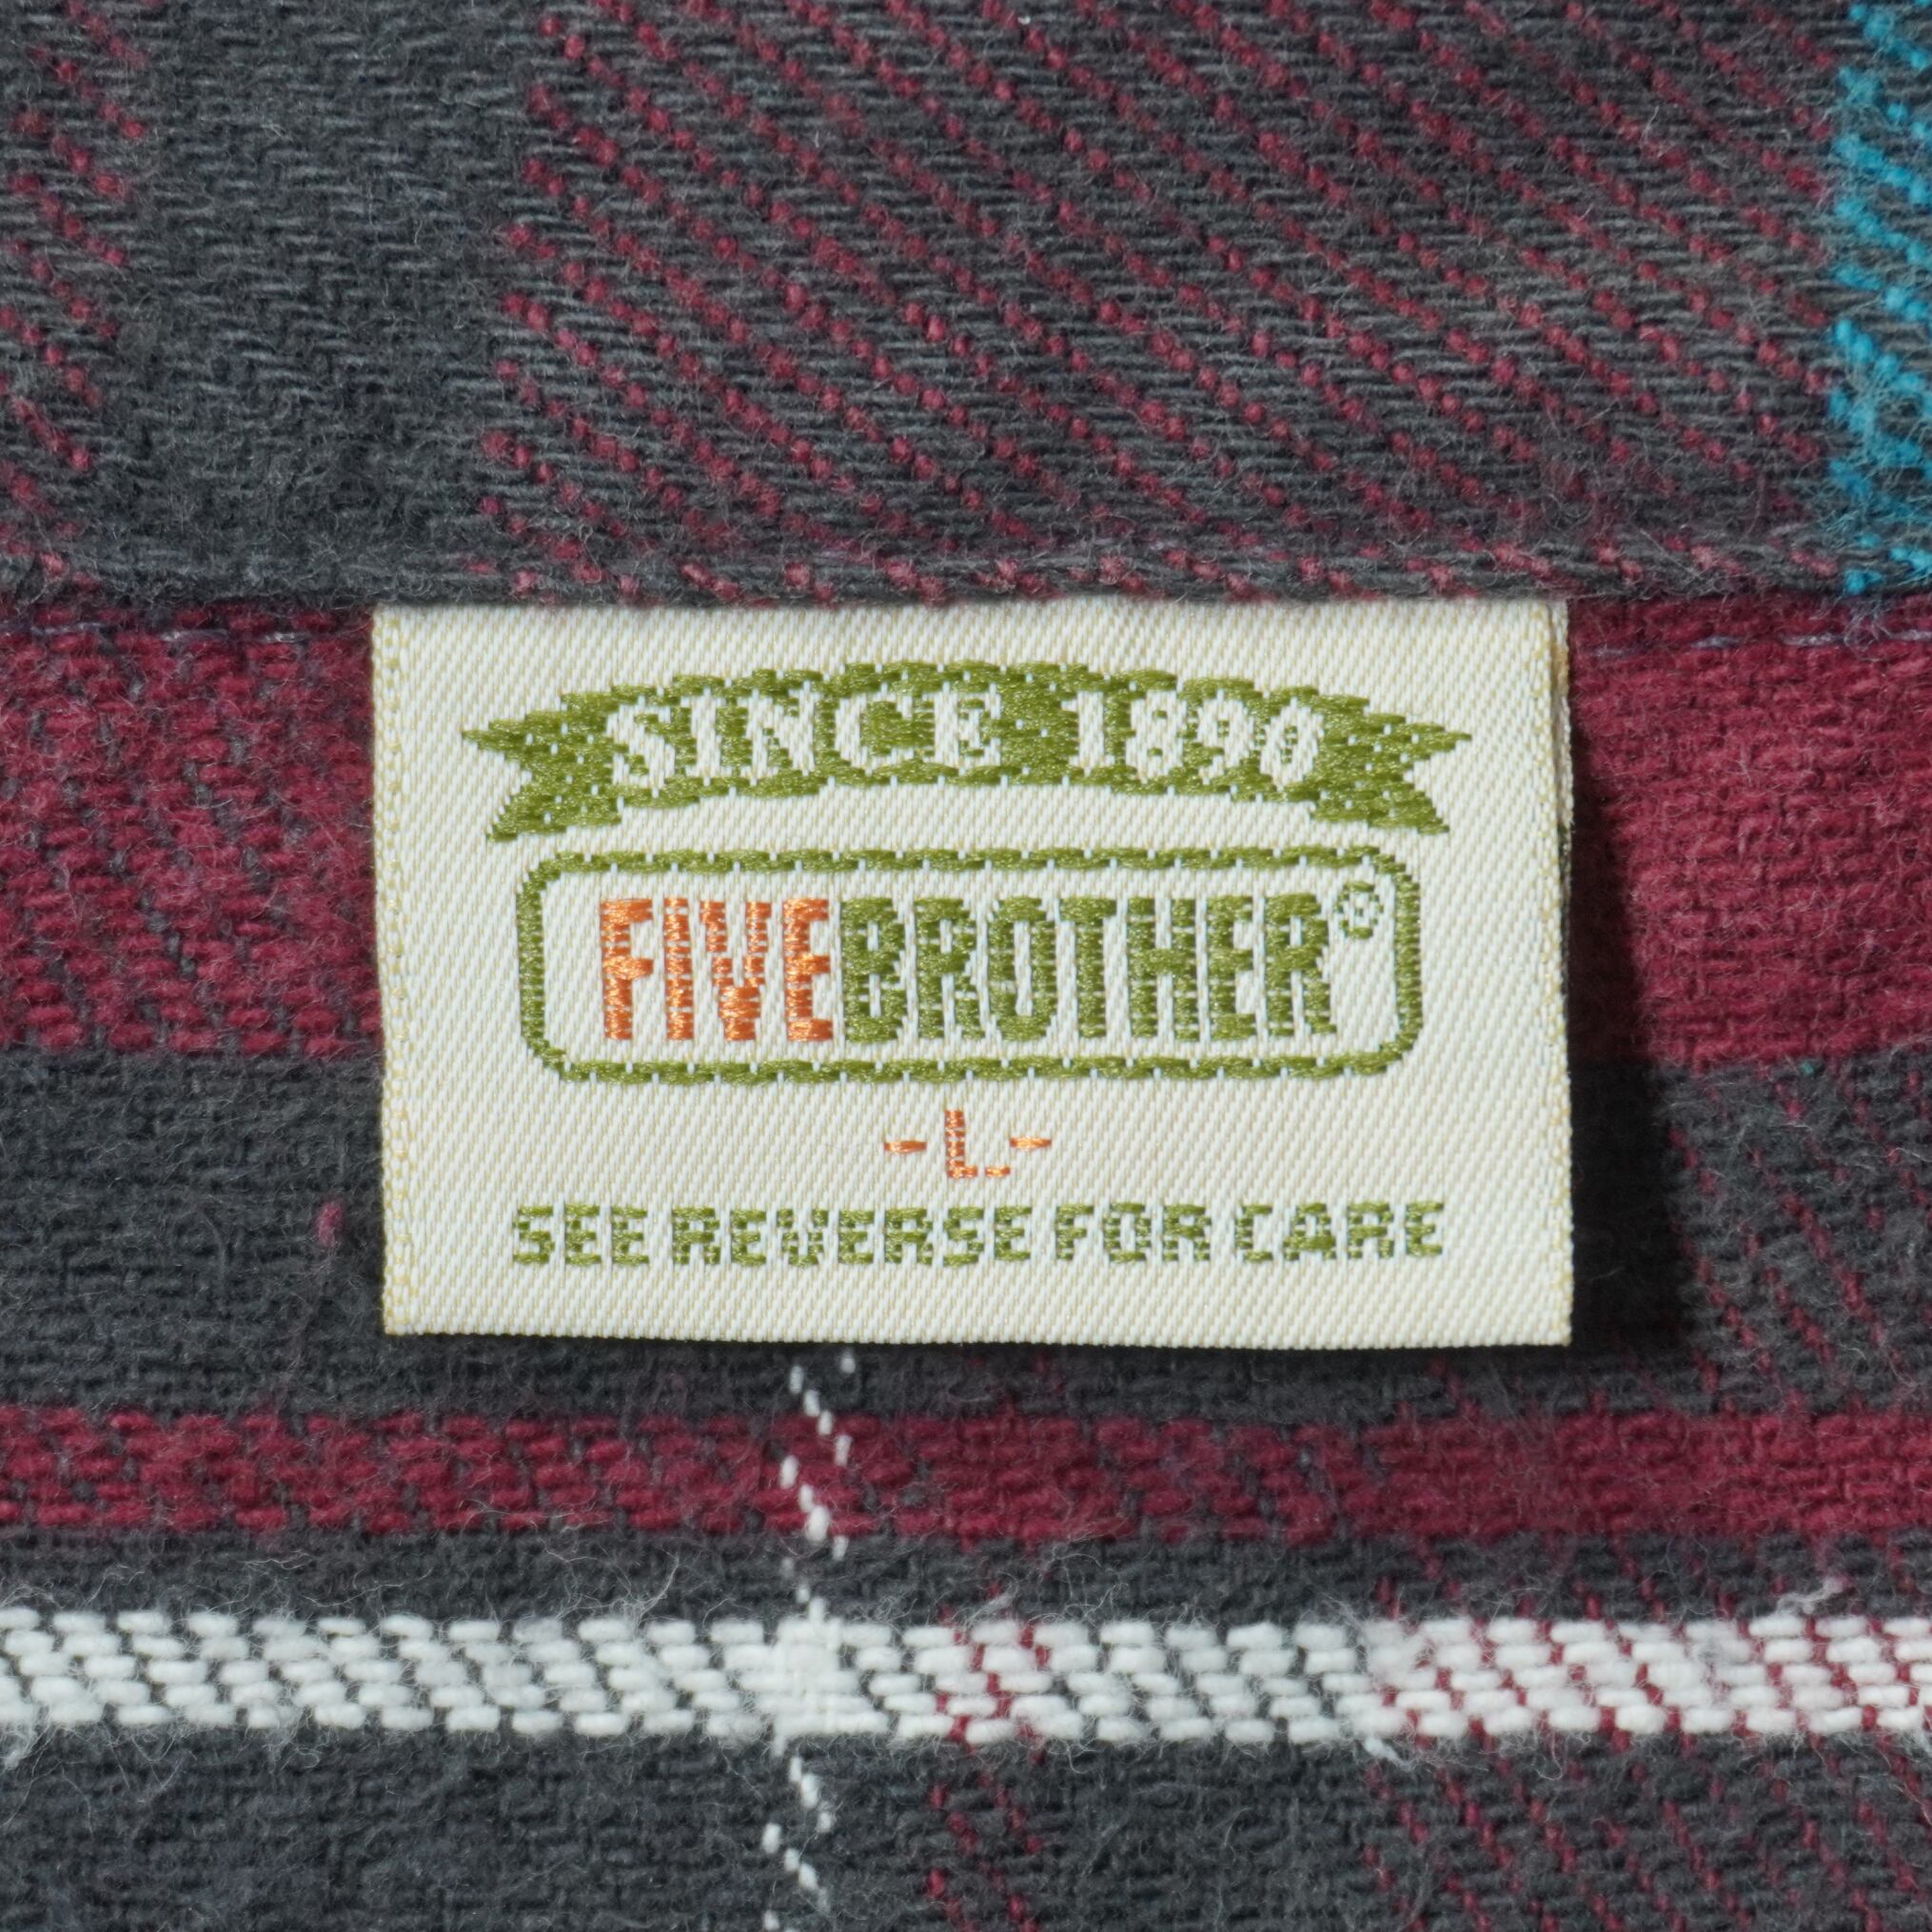 SINCE 1890
FIVEBROTHER®
-L-
SEE REVERSE FOR CARE